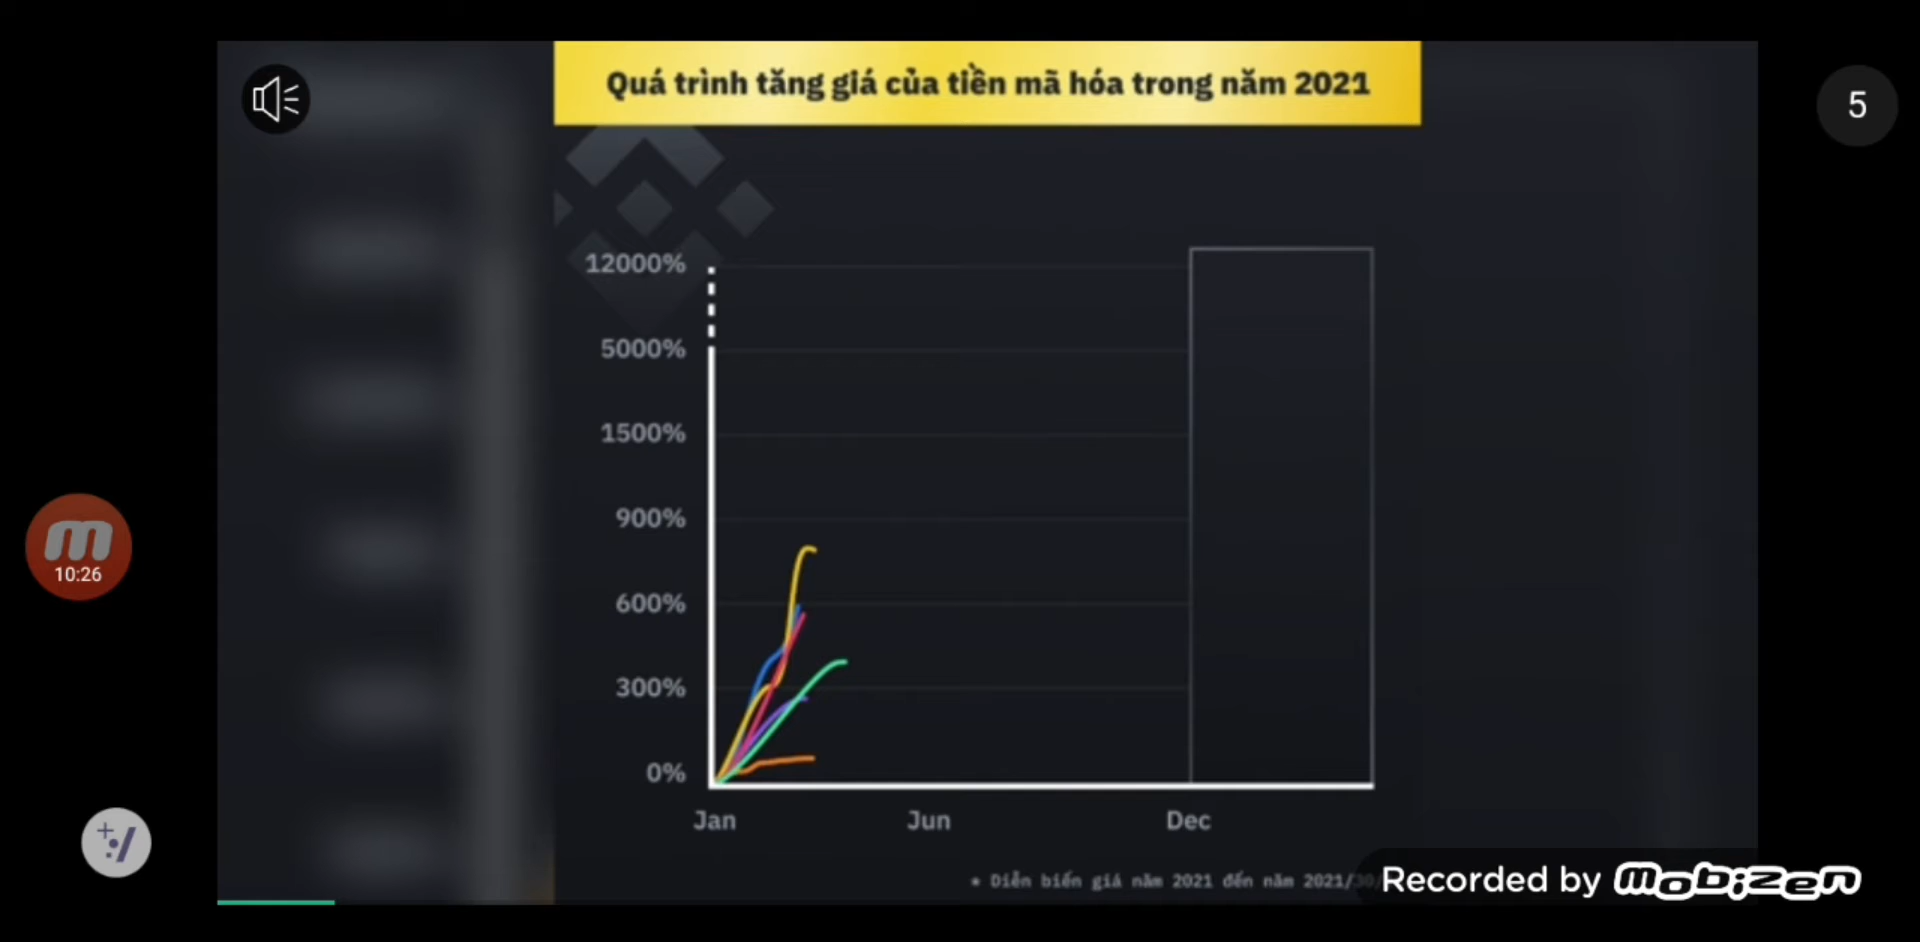 Quá trình tăng giá của tiền mã hóa trong năm 2021
5
12000%
5000%
1500%
900%
600%
300%
0%
Jan Jun Dec
10:26
* Diễn biến giá năm 2021 đến năm 2021/
Recorded by Mobizen